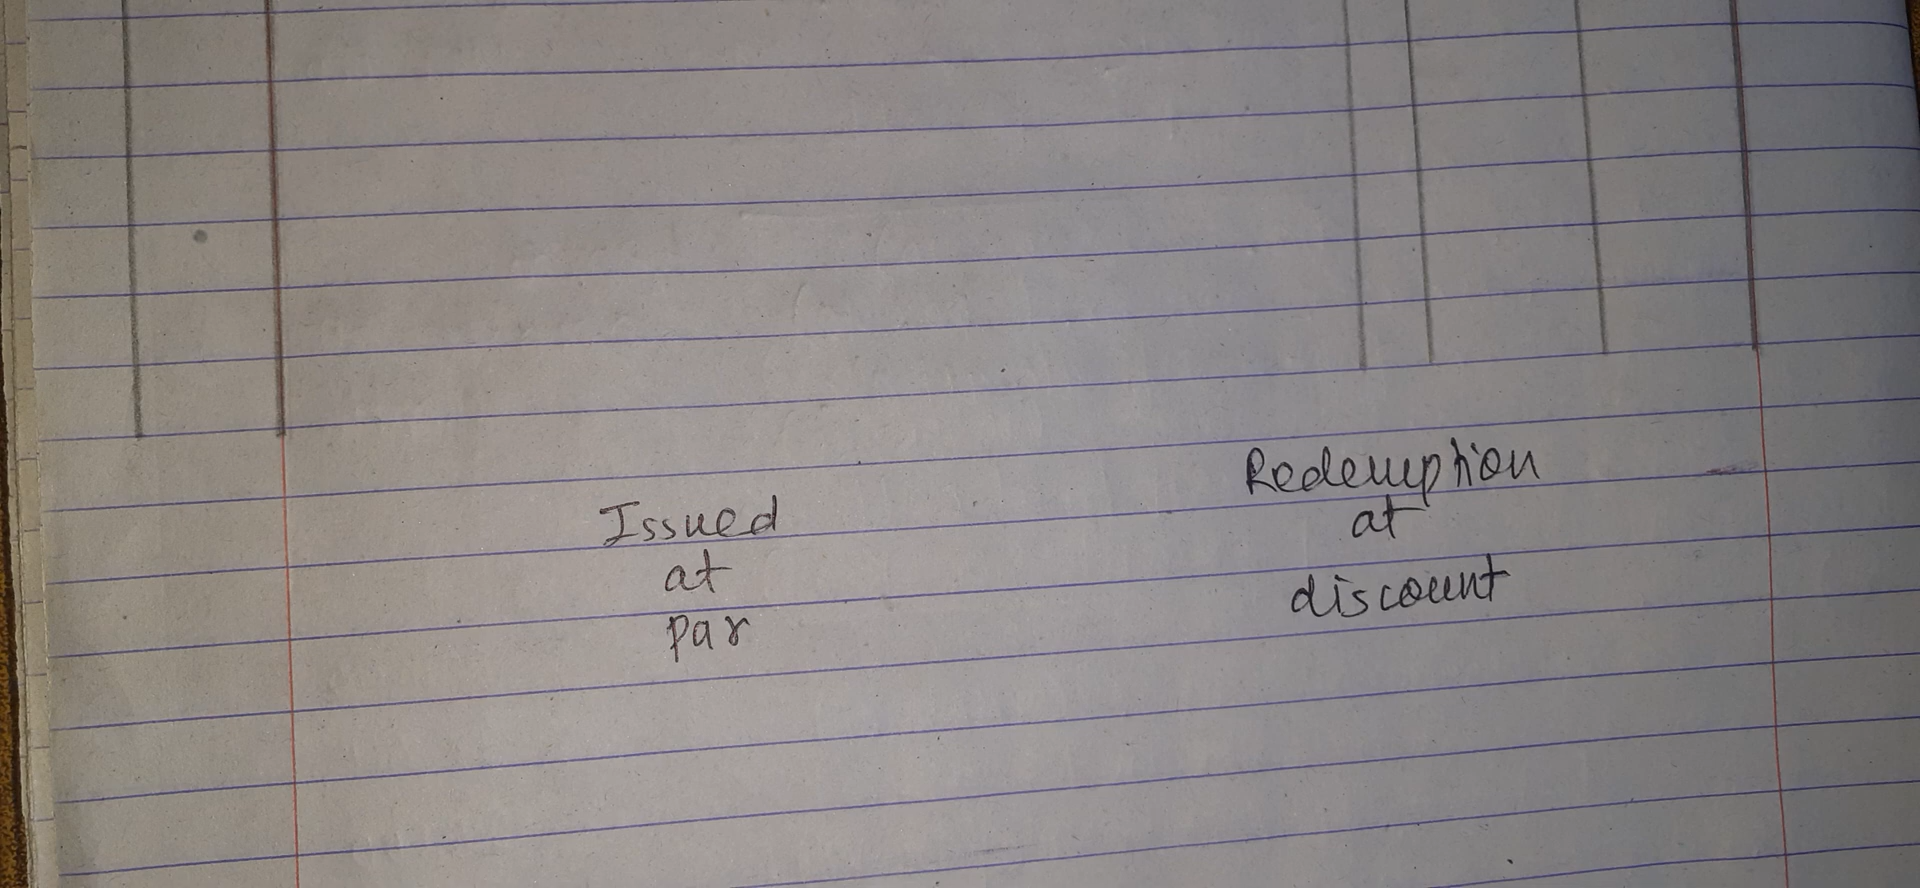 Issued
at
par
Redemption
at
discount